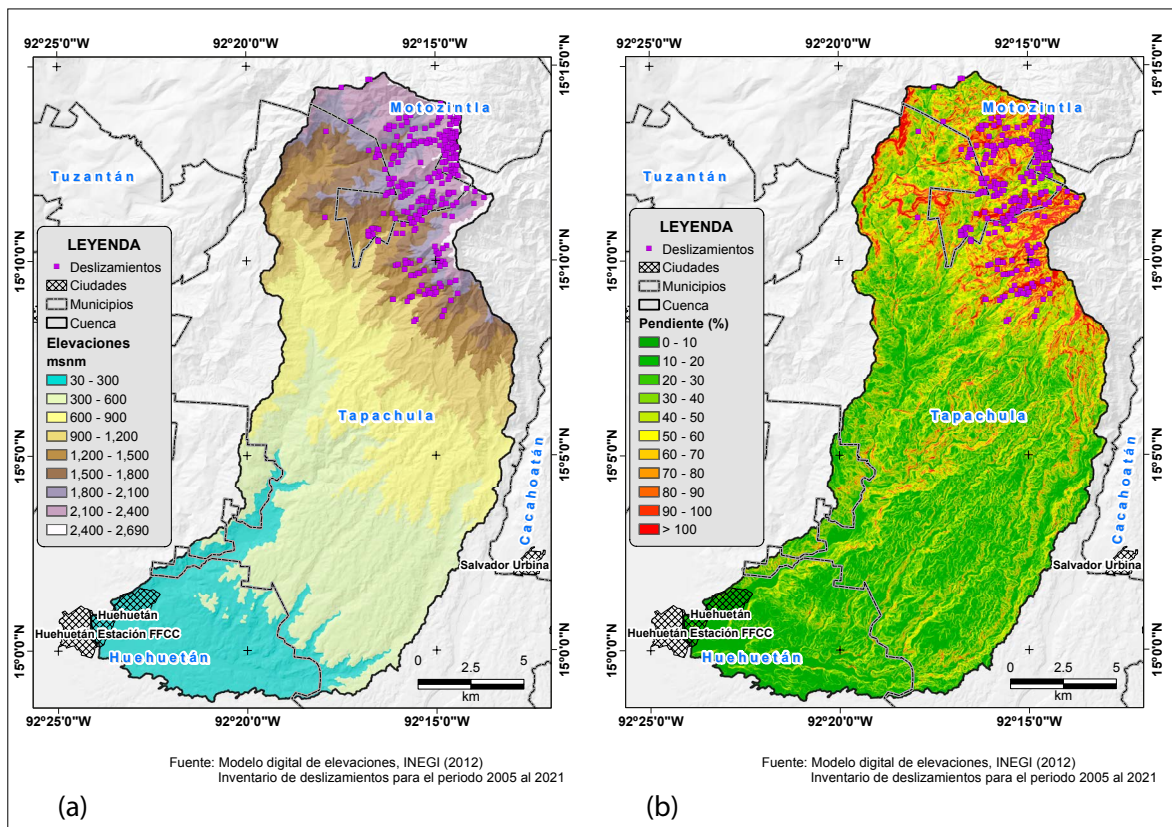 92°25'0"W
92°20'0"W
92°15'0"W
15°15'0"N
15°10'0"N
15°5'0"N
15°0'0"N
Motozintla
Tuzantán
Tapachula
Cacahoatán
Salvador Urbina
Huehuetán
Huehuetán Estación FFCC
Huehuetán
LEYENDA
Deslizamientos
Ciudades
Municipios
Cuenca
Elevaciones
msnm
30 - 300
300 - 600
600 - 900
900 - 1,200
1,200 - 1,500
1,500 - 1,800
1,800 - 2,100
2,100 - 2,400
2,400 - 2,690
15°10'0"N
15°5'0"N
15°0'0"N
0 2.5 5
km
92°25'0"W
92°20'0"W
92°15'0"W
Fuente: Modelo digital de elevaciones, INEGI (2012)
Inventario de deslizamientos para el periodo 2005 al 2021
(a)
92°25'0"W
92°20'0"W
92°15'0"W
15°15'0"N
15°10'0"N
15°5'0"N
15°0'0"N
Motozintla
Tuzantán
Tapachula
Cacahoatán
Salvador Urbina
Huehuetán
Huehuetán Estación FFCC
Huehuetán
LEYENDA
Deslizamientos
Ciudades
Municipios
Cuenca
Pendiente (%)
0 - 10
10 - 20
20 - 30
30 - 40
40 - 50
50 - 60
60 - 70
70 - 80
80 - 90
90 - 100
> 100
0 2.5 5
km
92°25'0"W
92°20'0"W
92°15'0"W
Fuente: Modelo digital de elevaciones, INEGI (2012)
Inventario de deslizamientos para el periodo 2005 al 2021
(b)